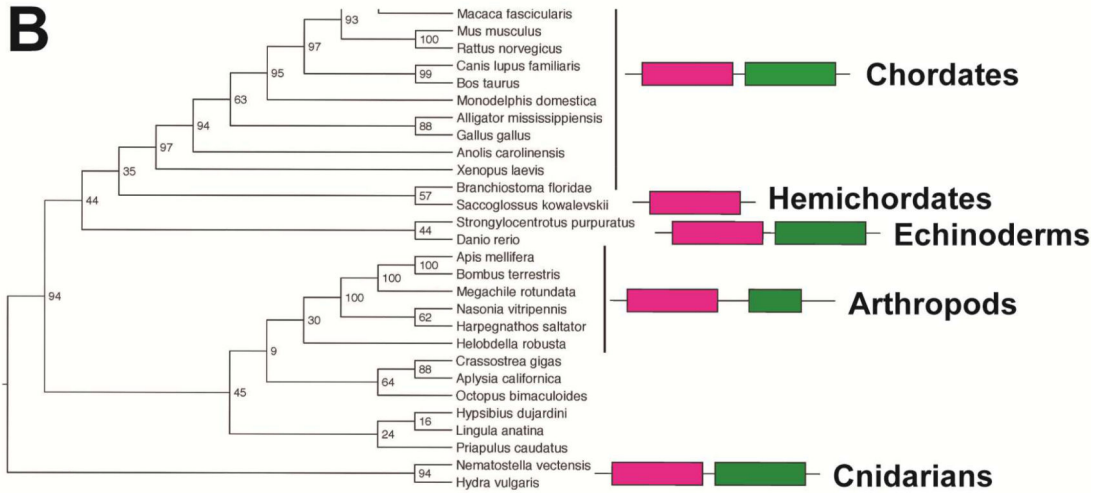 B
Macaca fascicularis
93
Mus musculus
100
Rattus norvegicus
97
Canis lupus familiaris
99
Chordates
Bos taurus
95
Monodelphis domestica
63
Alligator mississippiensis
88
Gallus gallus
94
Anolis carolinensis
97
Xenopus laevis
35
Branchiostoma floridae
57
Hemichordates
Saccoglossus kowalevskii
44
Strongylocentrotus purpuratus
44
Echinoderms
Danio rerio
Apis mellifera
100
Bombus terrestris
100
Megachile rotundata
100
94
Arthropods
Nasonia vitripennis
62
Harpegnathos saltator
30
Helobdella robusta
9
Crassostrea gigas
88
Aplysia californica
64
Octopus bimaculoides
45
Hypsibius dujardini
16
Lingula anatina
24
Priapulus caudatus
Nematostella vectensis
94
Cnidarians
Hydra vulgaris